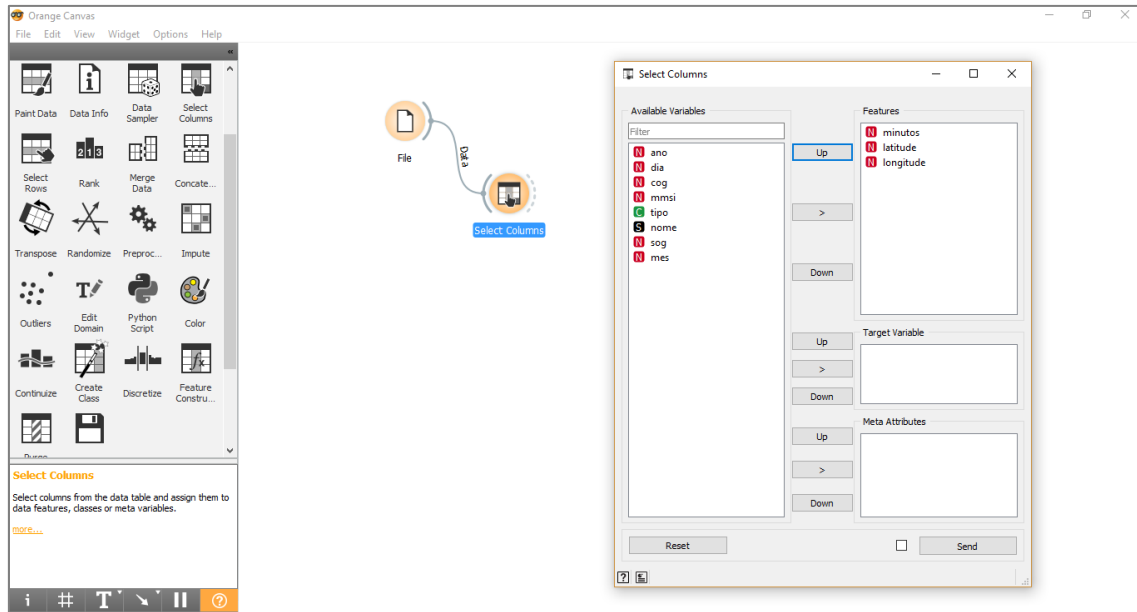 Orange Canvas
File Edit View Widget Options Help
Paint Data
Data Info
Data
Sampler
Select
Columns
Select
Rows
Rank
Merge
Data
Concate...
Transpose
Randomize
Preproc...
Impute
Outliers
Edit
Domain
Python
Script
Color
Continuize
Create
Class
Discretize
Feature
Constru...
Select Columns
Select columns from the data table and assign them to
data features, classes or meta variables.
more...
File
Data
Select Columns
Select Columns
Available Variables
Filter
N ano
N dia
N cog
N mmsi
C tipo
S nome
N sog
N mes
Up
>
Down
Up
>
Down
Up
>
Down
Features
N minutos
N latitude
N longitude
Target Variable
Meta Attributes
Reset
Send